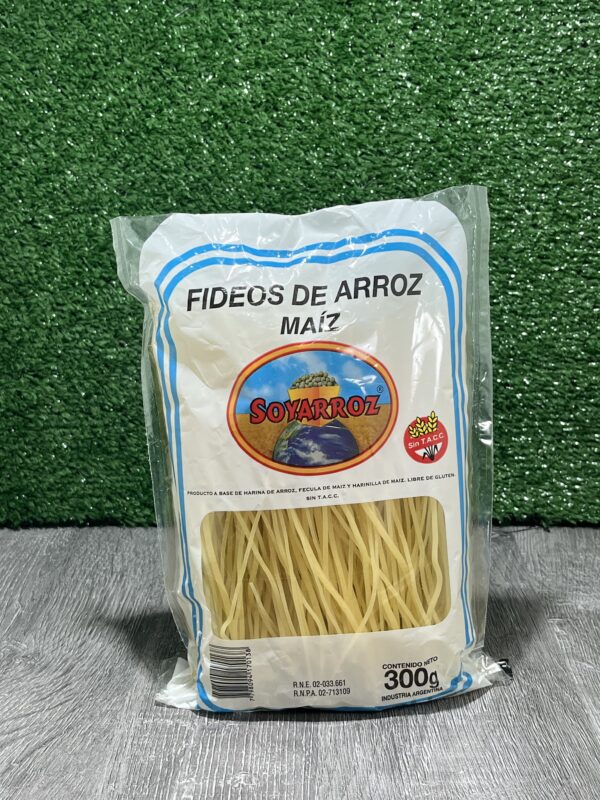 FIDEOS DE ARROZ
MAÍZ
SOYARROZ
®
Sin T.A.C.C.
PRODUCTO A BASE DE HARINA DE ARROZ, FECULA DE MAIZ Y HARINILLA DE MAIZ. LIBRE DE GLUTEN.
SIN T.A.C.C.
R.N.E. 02-033.661
R.N.P.A. 02-713109
CONTENIDO NETO
300g
INDUSTRIA ARGENTINA